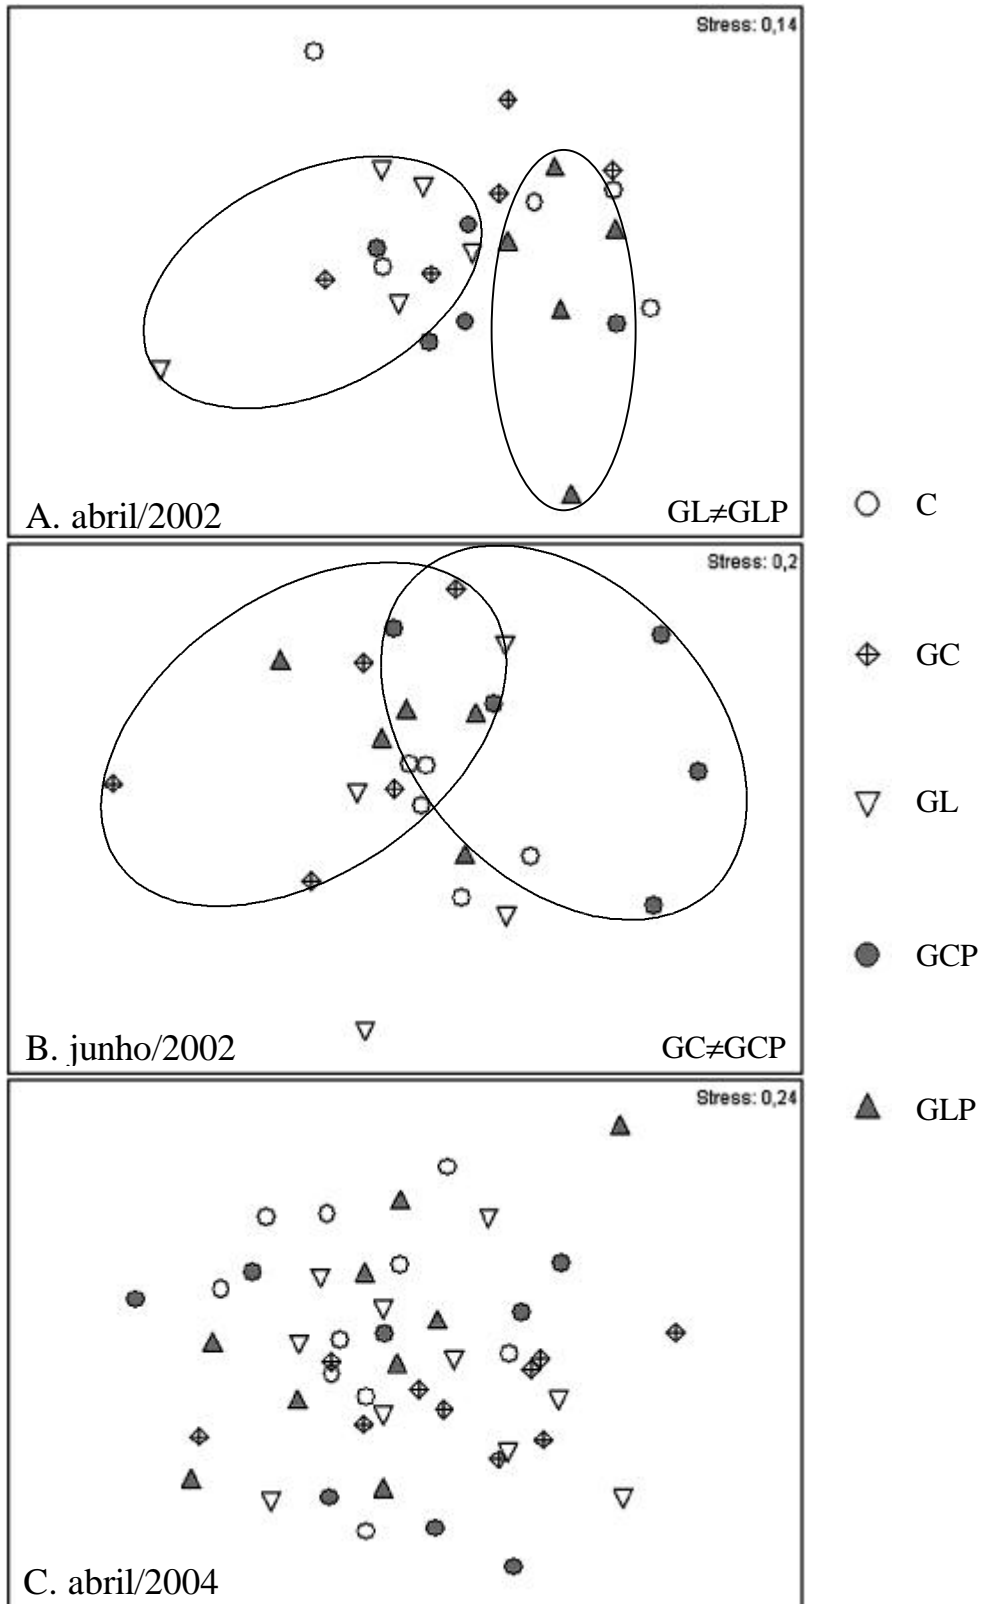 Stress: 0,14
A. abril/2002
GL≠GLP
Stress: 0,2
B. junho/2002
GC≠GCP
Stress: 0,24
C. abril/2004
C
GC
GL
GCP
GLP